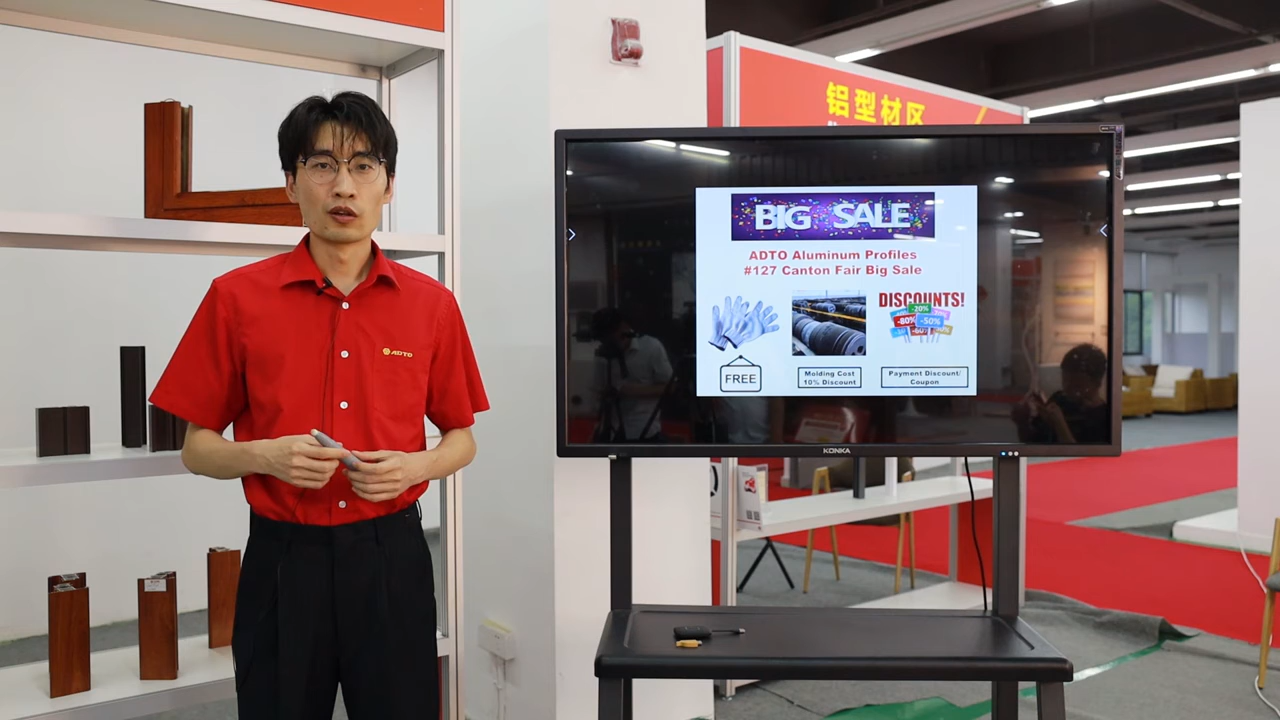 铝型材区
BIG SALE
ADTO Aluminum Profiles
#127 Canton Fair Big Sale
DISCOUNTS!
-20%
-80%
-50%
FREE
Molding Cost
10% Discount
Payment Discount/
Coupon
ADTO
KONKA